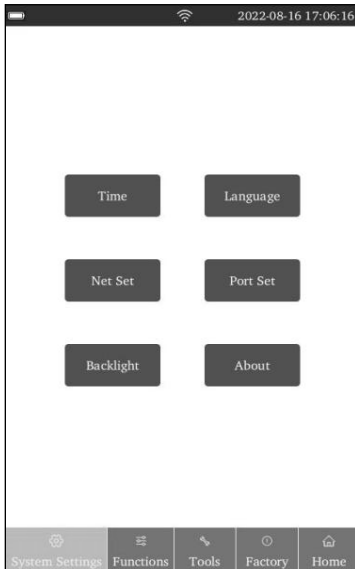 2022-08-16 17:06:16
Time Language
Net Set Port Set
Backlight About
System Settings Functions Tools Factory Home